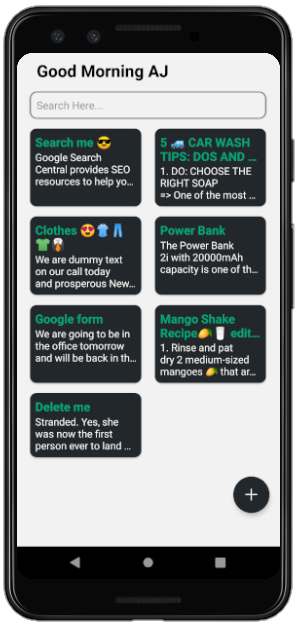 Good Morning AJ
Search Here...
Search me 😎
Google Search
Central provides SEO
resources to help yo...
5 🚙 CAR WASH
TIPS: DOS AND ...
1. DO: CHOOSE THE
RIGHT SOAP
=> One of the most ...
Clothes 😍👕👖
We are dummy text
on our call today
and prosperous New...
Power Bank
The Power Bank
2i with 20000mAh
capacity is one of th...
Google form
We are going to be in
the office tomorrow
and will be back in th...
Mango Shake
Recipe🥭🥛 edit...
1. Rinse and pat
dry 2 medium-sized
mangoes 🥭 that ar...
Delete me
Stranded. Yes, she
was now the first
person ever to land ...
+